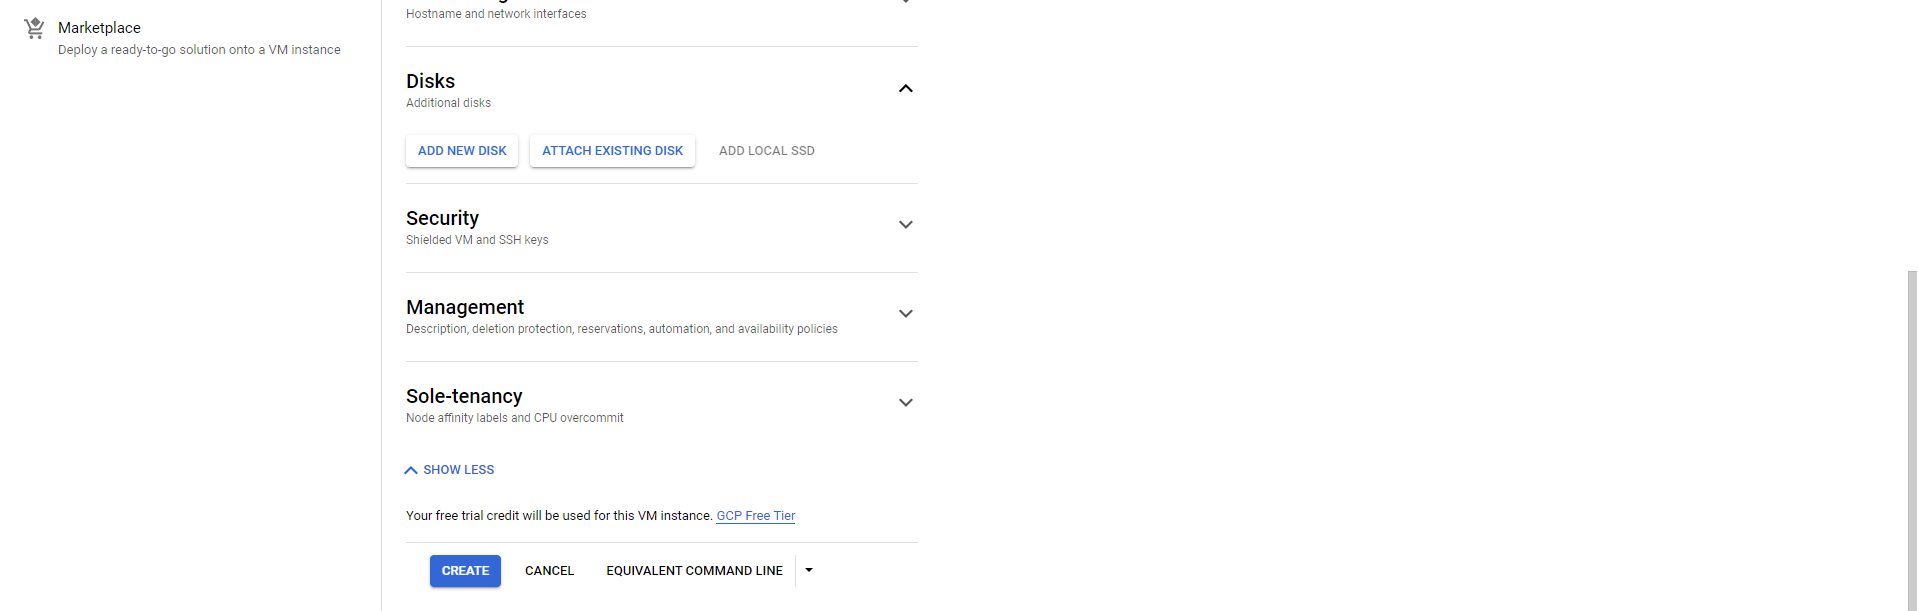 Marketplace
Deploy a ready-to-go solution onto a VM instance
Hostname and network interfaces
Disks
Additional disks
ADD NEW DISK ATTACH EXISTING DISK ADD LOCAL SSD
Security
Shielded VM and SSH keys
Management
Description, deletion protection, reservations, automation, and availability policies
Sole-tenancy
Node affinity labels and CPU overcommit
SHOW LESS
Your free trial credit will be used for this VM instance. GCP Free Tier
CREATE CANCEL EQUIVALENT COMMAND LINE